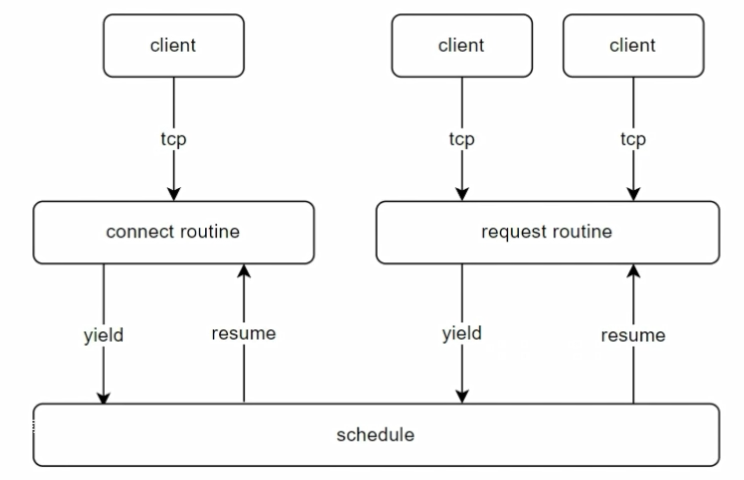 client
client
client
tcp
tcp
tcp
connect routine
request routine
yield
resume
yield
resume
schedule